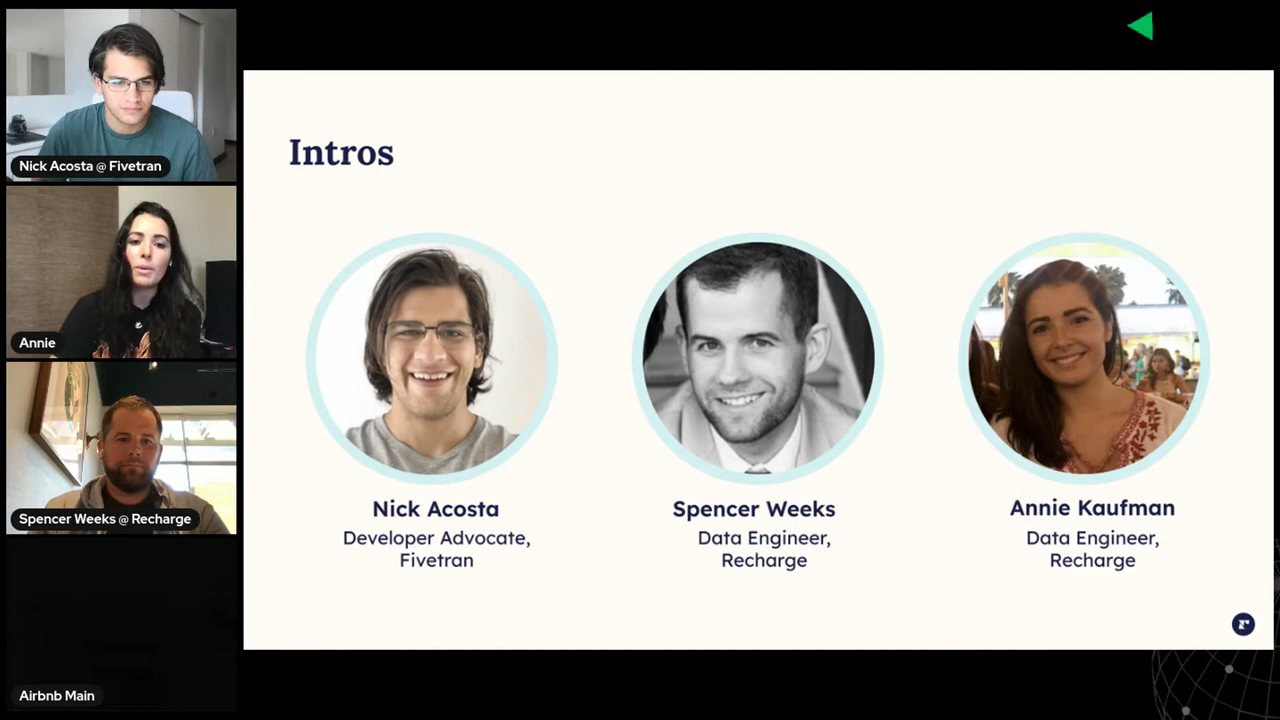 Nick Acosta @ Fivetran
Annie
Spencer Weeks @ Recharge
Airbnb Main
Intros
Nick Acosta
Developer Advocate,
Fivetran
Spencer Weeks
Data Engineer,
Recharge
Annie Kaufman
Data Engineer,
Recharge
r